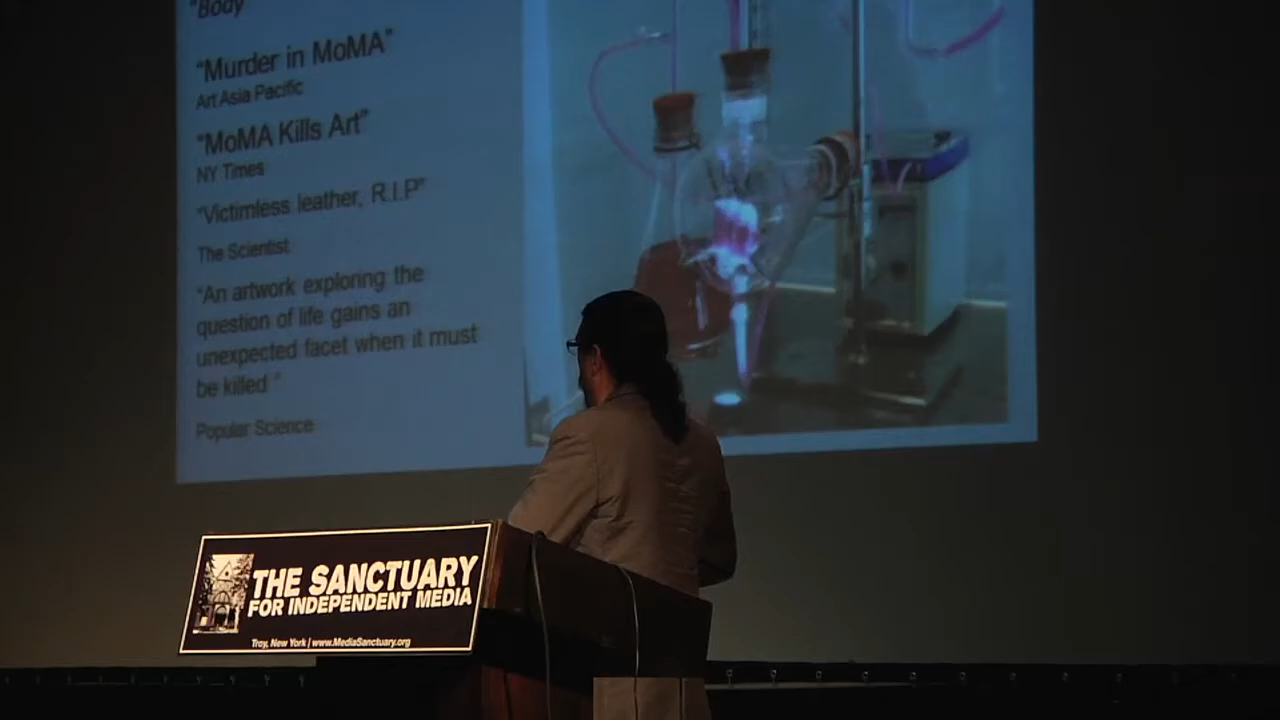 "Body
"Murder in MoMA"
Art Asia Pacific
"MoMA Kills Art"
NY Times
"Victimless leather, R.I.P"
The Scientist
"An artwork exploring the
question of life gains an
unexpected facet when it must
be killed "
Popular Science
THE SANCTUARY
FOR INDEPENDENT MEDIA
Troy, New York | www.MediaSanctuary.org